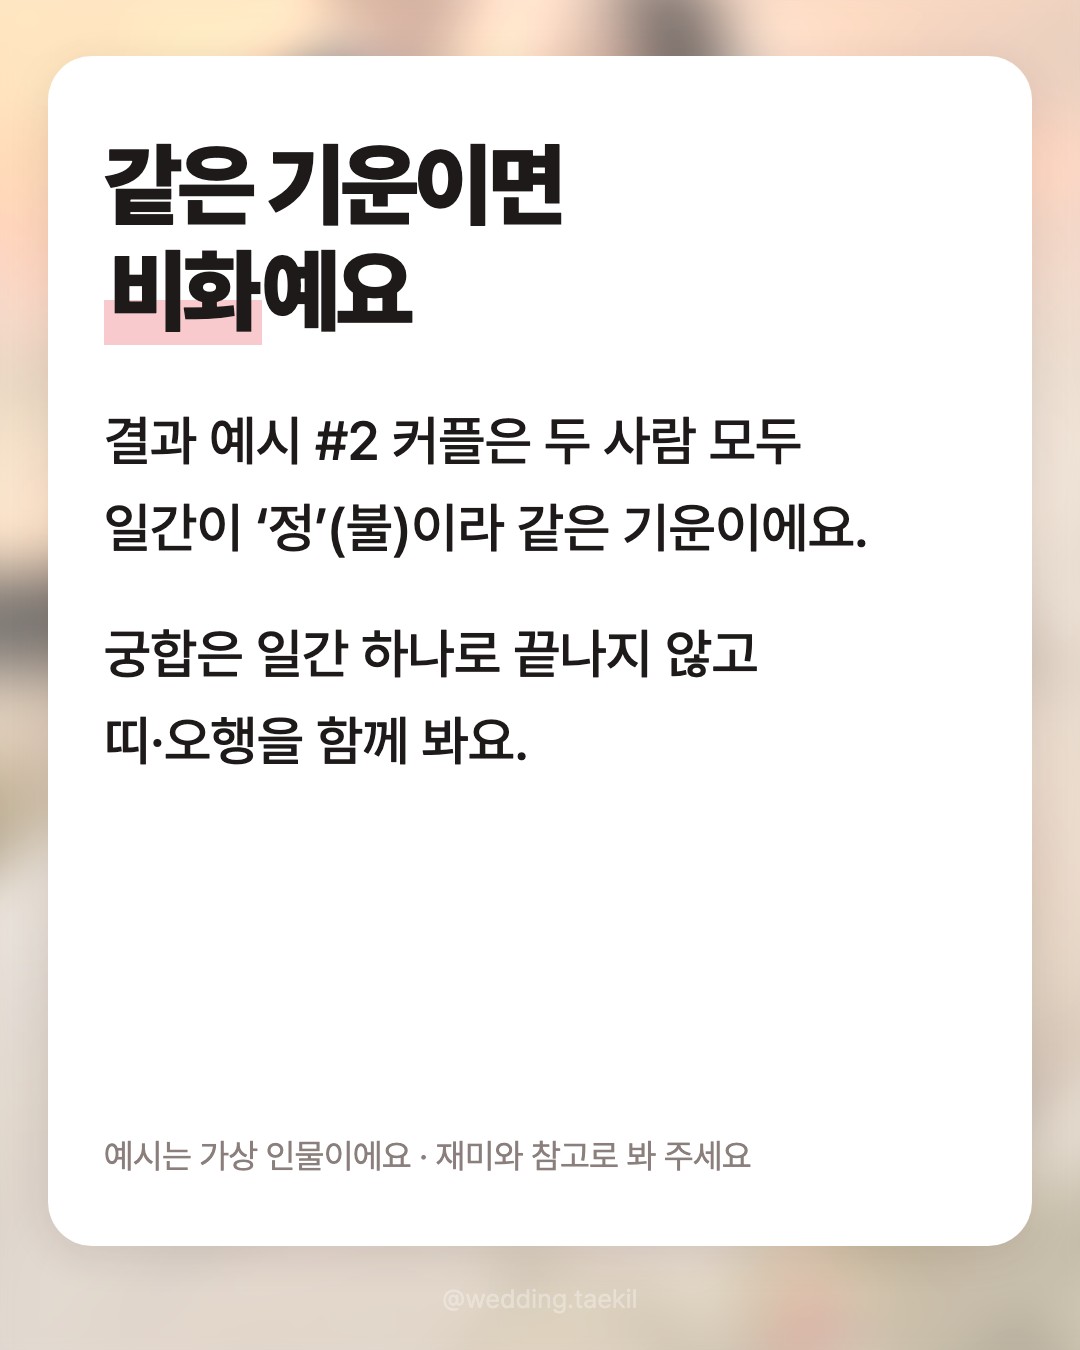 같은 기운이면
비화예요
결과 예시 #2 커플은 두 사람 모두
일간이 ‘정’(불)이라 같은 기운이에요.
궁합은 일간 하나로 끝나지 않고
띠·오행을 함께 봐요.
예시는 가상 인물이에요 · 재미와 참고로 봐 주세요
@wedding.taekil